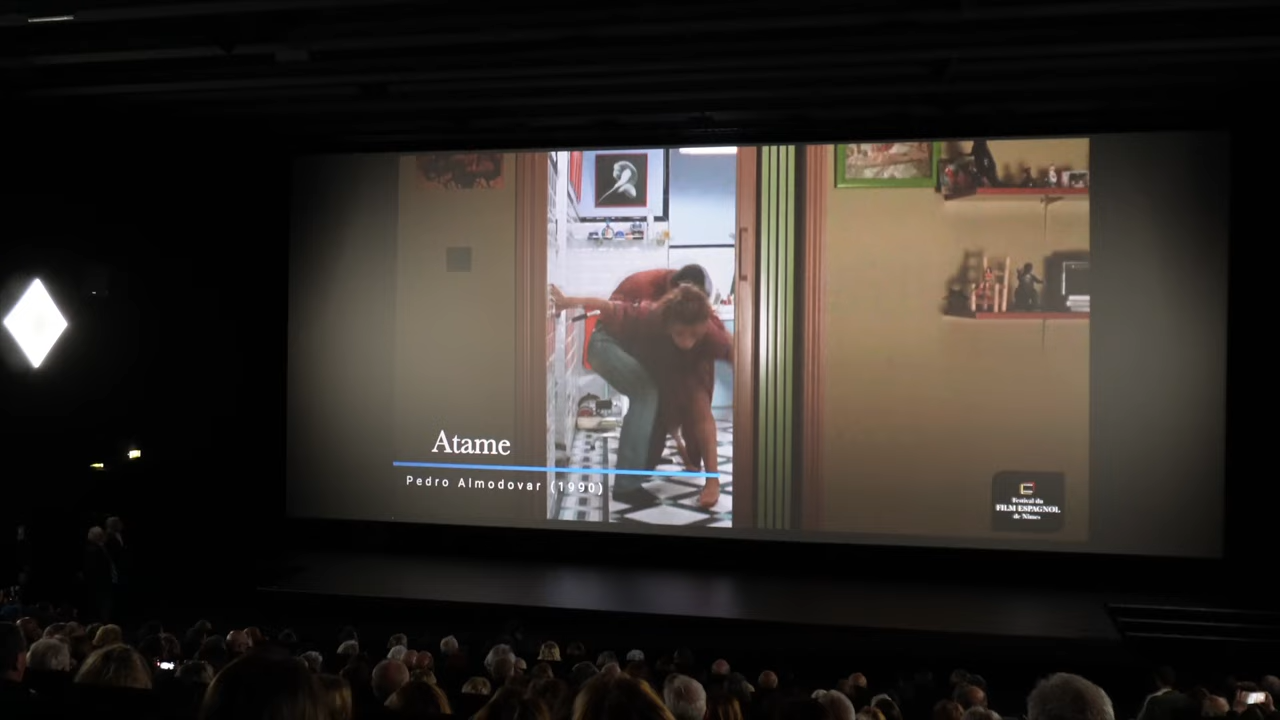 Atame
Pedro Almodovar (1990)
Festival du
FILM ESPAGNOL
de Nîmes